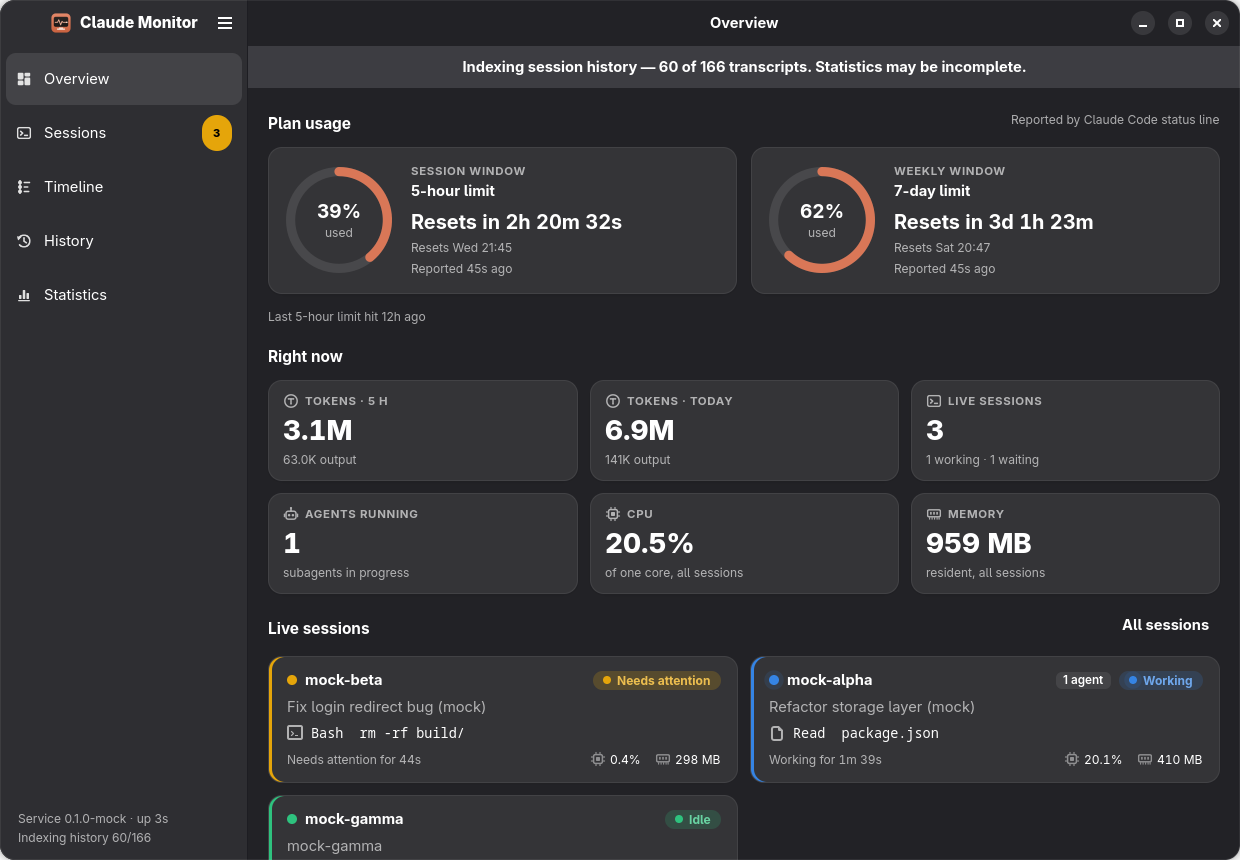 Claude Monitor
Overview
Sessions
3
Timeline
History
Statistics
Service 0.1.0-mock · up 3s
Indexing history 60/166
Overview
Indexing session history — 60 of 166 transcripts. Statistics may be incomplete.
Plan usage
Reported by Claude Code status line
39%
used
SESSION WINDOW
5-hour limit
Resets in 2h 20m 32s
Resets Wed 21:45
Reported 45s ago
62%
used
WEEKLY WINDOW
7-day limit
Resets in 3d 1h 23m
Resets Sat 20:47
Reported 45s ago
Last 5-hour limit hit 12h ago
Right now
TOKENS · 5 H
3.1M
63.0K output
TOKENS · TODAY
6.9M
141K output
LIVE SESSIONS
3
1 working · 1 waiting
AGENTS RUNNING
1
subagents in progress
CPU
20.5%
of one core, all sessions
MEMORY
959 MB
resident, all sessions
Live sessions
All sessions
mock-beta
Needs attention
Fix login redirect bug (mock)
Bash rm -rf build/
Needs attention for 44s
0.4%
298 MB
mock-alpha
1 agent
Working
Refactor storage layer (mock)
Read package.json
Working for 1m 39s
20.1%
410 MB
mock-gamma
Idle
mock-gamma